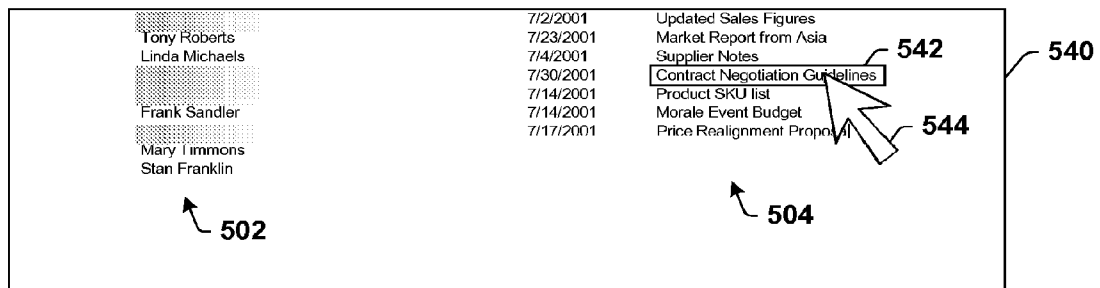 7/2/2001 Updated Sales Figures
Tony Roberts 7/23/2001 Market Report from Asia
Linda Michaels 7/4/2001 Supplier Notes 542 540
7/30/2001 Contract Negotiation Guidelines
7/14/2001 Product SKU list
Frank Sandler 7/14/2001 Morale Event Budget
7/17/2001 Price Realignment Proposal 544
Mary Timmons
Stan Franklin
502 504